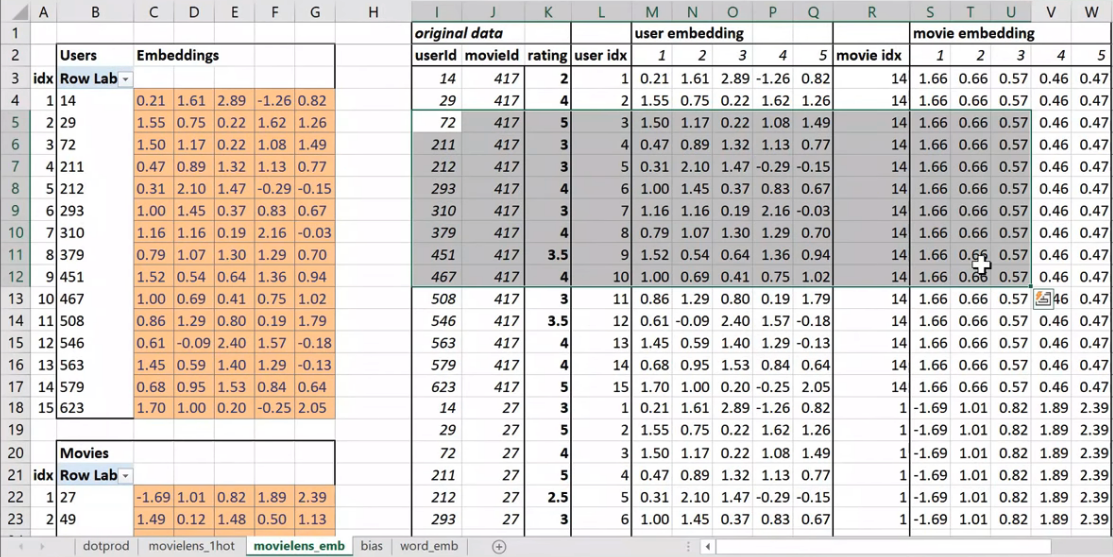 A B C D E F G H I J K L M N O P Q R S T U V W
1 original data user embedding movie embedding
2 Users Embeddings userId movieId rating user idx 1 2 3 4 5 movie idx 1 2 3 4 5
3 idx Row Lab 14 417 2 1 0.21 1.61 2.89 -1.26 0.82 14 1.66 0.66 0.57 0.46 0.47
4 1 14 0.21 1.61 2.89 -1.26 0.82 29 417 4 2 1.55 0.75 0.22 1.62 1.26 14 1.66 0.66 0.57 0.46 0.47
5 2 29 1.55 0.75 0.22 1.62 1.26 72 417 5 3 1.50 1.17 0.22 1.08 1.49 14 1.66 0.66 0.57 0.46 0.47
6 3 72 1.50 1.17 0.22 1.08 1.49 211 417 3 4 0.47 0.89 1.32 1.13 0.77 14 1.66 0.66 0.57 0.46 0.47
7 4 211 0.47 0.89 1.32 1.13 0.77 212 417 3 5 0.31 2.10 1.47 -0.29 -0.15 14 1.66 0.66 0.57 0.46 0.47
8 5 212 0.31 2.10 1.47 -0.29 -0.15 293 417 4 6 1.00 1.45 0.37 0.83 0.67 14 1.66 0.66 0.57 0.46 0.47
9 6 293 1.00 1.45 0.37 0.83 0.67 310 417 3 7 1.16 1.16 0.19 2.16 -0.03 14 1.66 0.66 0.57 0.46 0.47
10 7 310 1.16 1.16 0.19 2.16 -0.03 379 417 4 8 0.79 1.07 1.30 1.29 0.70 14 1.66 0.66 0.57 0.46 0.47
11 8 379 0.79 1.07 1.30 1.29 0.70 451 417 3.5 9 1.52 0.54 0.64 1.36 0.94 14 1.66 0.66 0.57 0.46 0.47
12 9 451 1.52 0.54 0.64 1.36 0.94 467 417 4 10 1.00 0.69 0.41 0.75 1.02 14 1.66 0.66 0.57 0.46 0.47
13 10 467 1.00 0.69 0.41 0.75 1.02 508 417 3 11 0.86 1.29 0.80 0.19 1.79 14 1.66 0.66 0.57 46 0.47
14 11 508 0.86 1.29 0.80 0.19 1.79 546 417 3.5 12 0.61 -0.09 2.40 1.57 -0.18 14 1.66 0.66 0.57 0.46 0.47
15 12 546 0.61 -0.09 2.40 1.57 -0.18 563 417 4 13 1.45 0.59 1.40 1.29 -0.13 14 1.66 0.66 0.57 0.46 0.47
16 13 563 1.45 0.59 1.40 1.29 -0.13 579 417 4 14 0.68 0.95 1.53 0.84 0.64 14 1.66 0.66 0.57 0.46 0.47
17 14 579 0.68 0.95 1.53 0.84 0.64 623 417 5 15 1.70 1.00 0.20 -0.25 2.05 14 1.66 0.66 0.57 0.46 0.47
18 15 623 1.70 1.00 0.20 -0.25 2.05 14 27 3 1 0.21 1.61 2.89 -1.26 0.82 1 -1.69 1.01 0.82 1.89 2.39
19 29 27 5 2 1.55 0.75 0.22 1.62 1.26 1 -1.69 1.01 0.82 1.89 2.39
20 Movies 72 27 4 3 1.50 1.17 0.22 1.08 1.49 1 -1.69 1.01 0.82 1.89 2.39
21 idx Row Lab 211 27 5 4 0.47 0.89 1.32 1.13 0.77 1 -1.69 1.01 0.82 1.89 2.39
22 1 27 -1.69 1.01 0.82 1.89 2.39 212 27 2.5 5 0.31 2.10 1.47 -0.29 -0.15 1 -1.69 1.01 0.82 1.89 2.39
23 2 49 1.49 0.12 1.48 0.50 1.13 293 27 3 6 1.00 1.45 0.37 0.83 0.67 1 -1.69 1.01 0.82 1.89 2.39
dotprod movielens_1hot movielens_emb bias word_emb